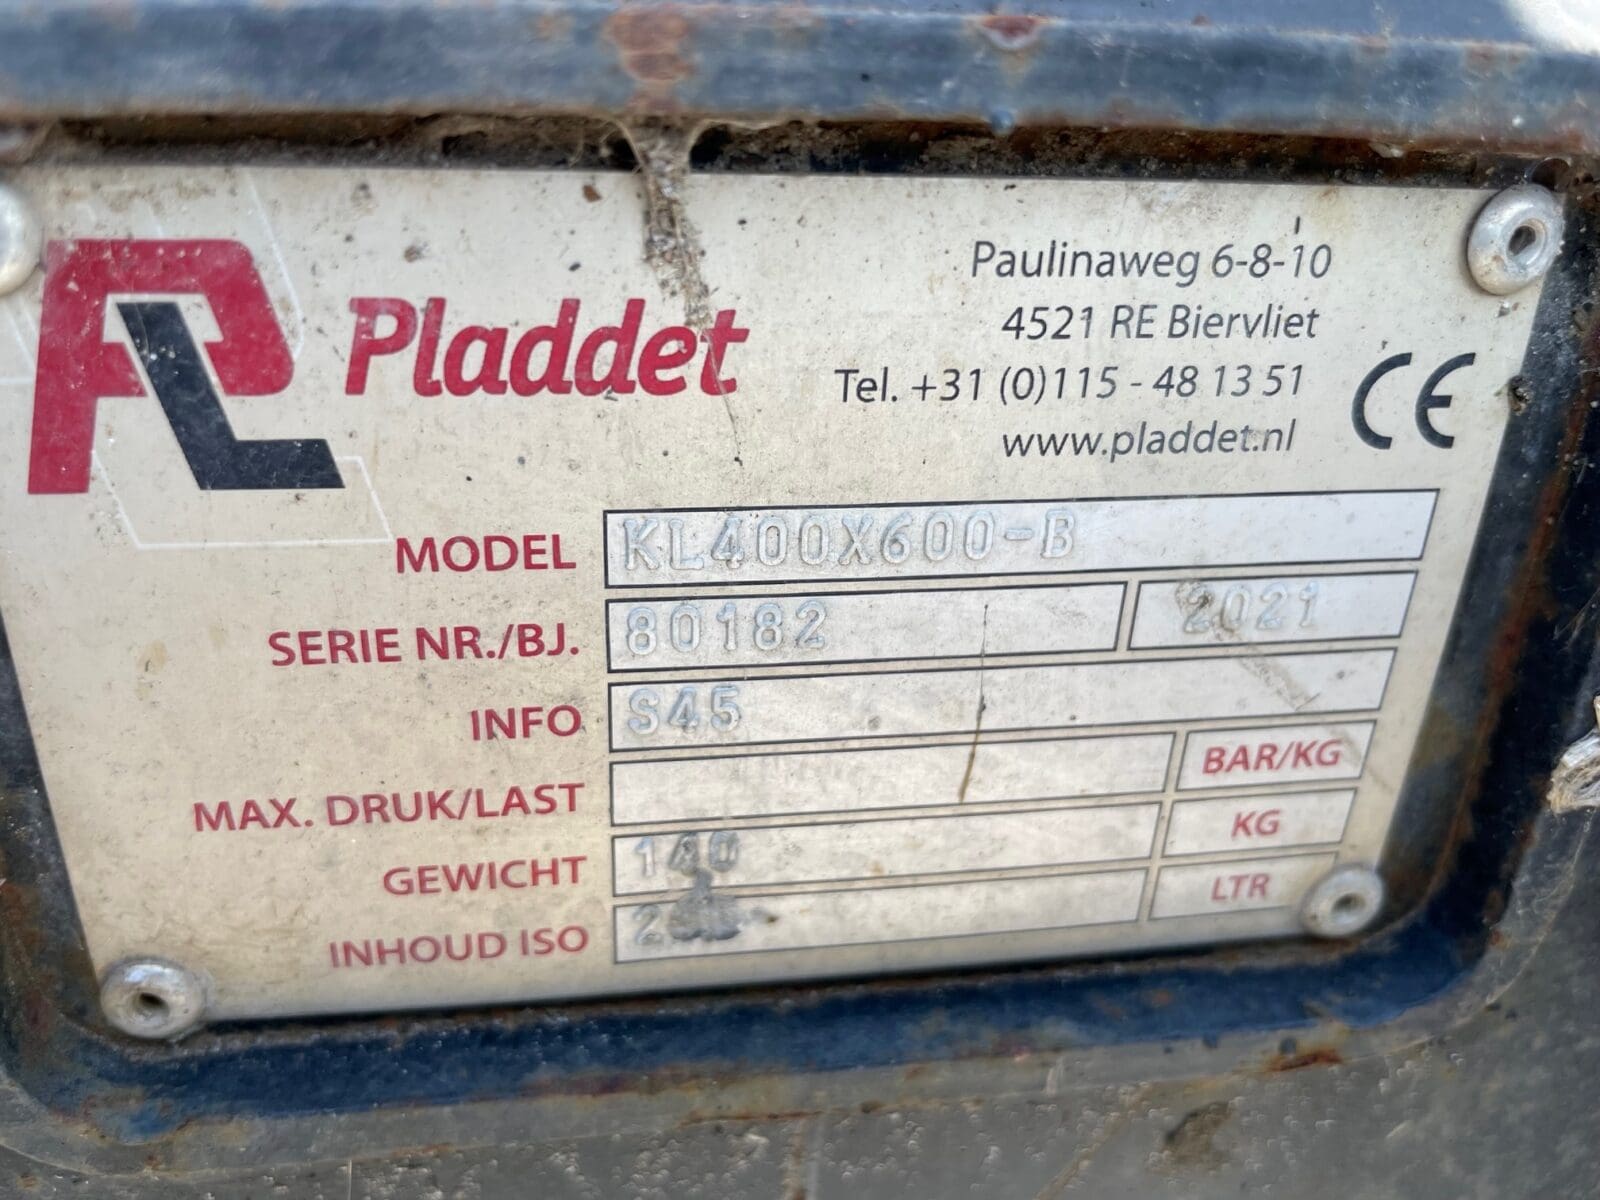 PL Pladdet
Paulinaweg 6-8-10
4521 RE Biervliet
Tel. +31 (0)115 - 48 13 51
www.pladdet.nl
CE
MODEL KL400X600-B
SERIE NR./BJ. 80182 2021
INFO S45
MAX. DRUK/LAST BAR/KG
GEWICHT 140 KG
INHOUD ISO LTR